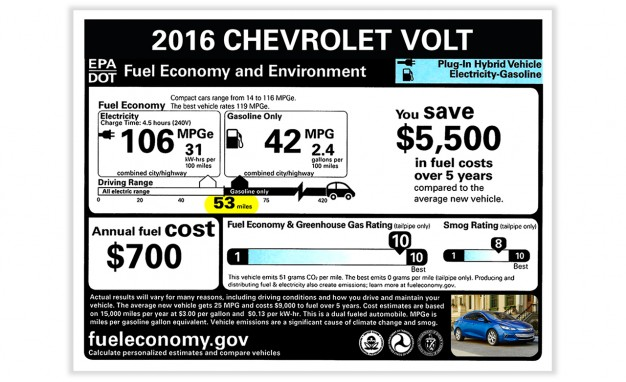 2016 CHEVROLET VOLT
EPA
DOT
Fuel Economy and Environment
Plug-In Hybrid Vehicle
Electricity-Gasoline
Fuel Economy
Compact cars range from 14 to 116 MPGe.
The best vehicle rates 119 MPGe.
Electricity
Charge Time: 4.5 hours (240V)
106 MPGe
31
kW-hrs per
100 miles
combined city/highway
Gasoline Only
42 MPG
2.4
gallons per
100 miles
combined city/highway
Driving Range
All electric range
Gasoline only
0 25 50 75 420
53 miles
You save
$5,500
in fuel costs
over 5 years
compared to the
average new vehicle.
Annual fuel cost
$700
Fuel Economy & Greenhouse Gas Rating (tailpipe only)
10
1 10
Best
This vehicle emits 51 grams CO₂ per mile. The best emits 0 grams per mile (tailpipe only). Producing and
distributing fuel & electricity also create emissions; learn more at fueleconomy.gov.
Smog Rating (tailpipe only)
8
1 10
Best
Actual results will vary for many reasons, including driving conditions and how you drive and maintain your
vehicle. The average new vehicle gets 25 MPG and costs $9,000 to fuel over 5 years. Cost estimates are based
on 15,000 miles per year at $3.00 per gallon and $0.13 per kW-hr. This is a dual fueled automobile. MPGe is
miles per gasoline gallon equivalent. Vehicle emissions are a significant cause of climate change and smog.
fueleconomy.gov
Calculate personalized estimates and compare vehicles